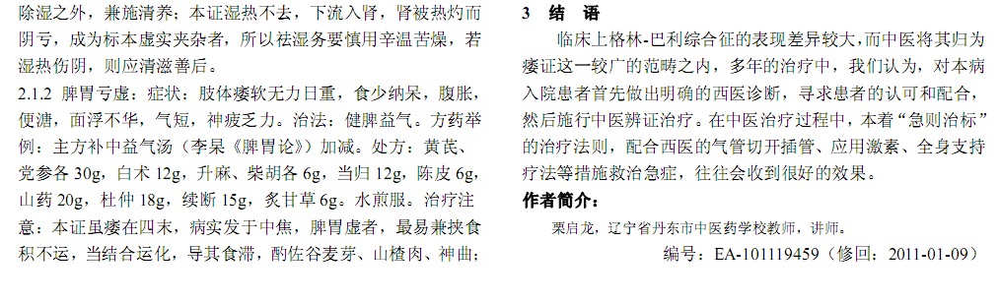 除湿之外，兼施清养；本证湿热不去，下流入肾，肾被热灼而
阴亏，成为标本虚实夹杂者，所以祛湿务要慎用辛温苦燥，若
湿热伤阴，则应清滋善后。
2.1.2 脾胃亏虚：症状：肢体痿软无力日重，食少纳呆，腹胀，
便溏，面浮不华，气短，神疲乏力。治法：健脾益气。方药举
例：主方补中益气汤（李杲《脾胃论》）加减。处方：黄芪、
党参各 30g，白术 12g，升麻、柴胡各 6g，当归 12g，陈皮 6g，
山药 20g，杜仲 18g，续断 15g，炙甘草 6g。水煎服。治疗注
意：本证虽痿在四末，病实发于中焦，脾胃虚者，最易兼挟食
积不运，当结合运化，导其食滞，酌佐谷麦芽、山楂肉、神曲；
3 结 语
临床上格林-巴利综合征的表现差异较大，而中医将其归为
痿证这一较广的范畴之内，多年的治疗中，我们认为，对本病
入院患者首先做出明确的西医诊断，寻求患者的认可和配合，
然后施行中医辨证治疗。在中医治疗过程中，本着“急则治标”
的治疗法则，配合西医的气管切开插管、应用激素、全身支持
疗法等措施救治急症，往往会收到很好的效果。
作者简介：
栗启龙，辽宁省丹东市中医药学校教师，讲师。
编号：EA-101119459（修回：2011-01-09）